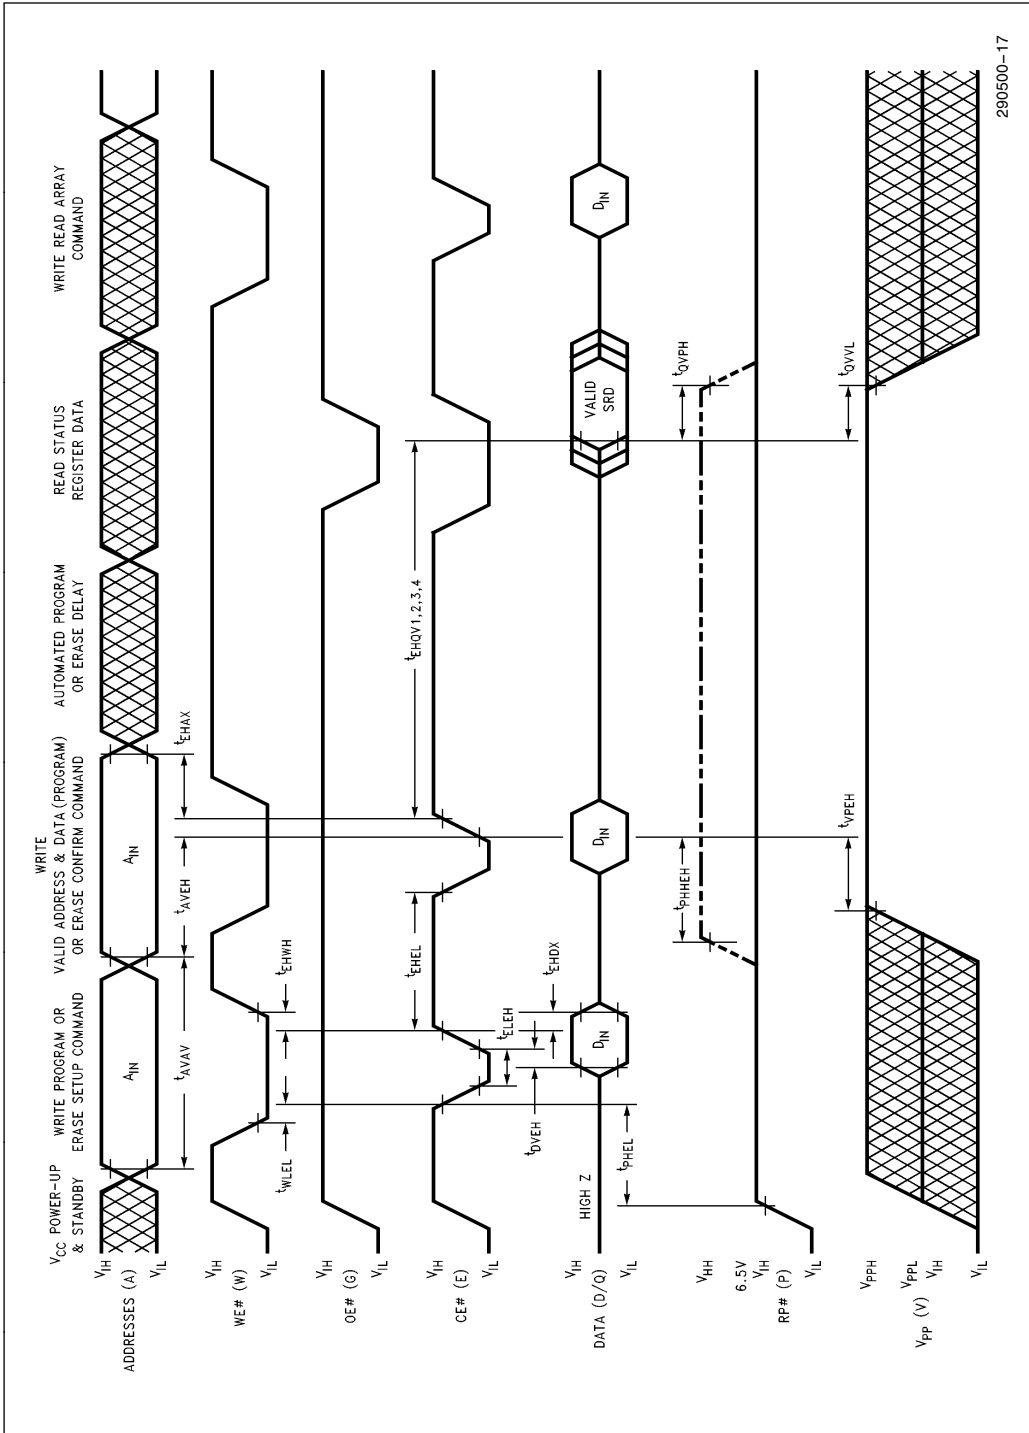 V_CC POWER-UP
& STANDBY
WRITE PROGRAM OR
ERASE SETUP COMMAND
WRITE
VALID ADDRESS & DATA (PROGRAM)
OR ERASE CONFIRM COMMAND
AUTOMATED PROGRAM
OR ERASE DELAY
READ STATUS
REGISTER DATA
WRITE READ ARRAY
COMMAND
ADDRESSES (A)
V_IH
V_IL
A_IN
A_IN
t_AVAV
t_AVEH
t_EHAX
WE# (W)
V_IH
V_IL
t_WLEL
t_EHWH
OE# (G)
V_IH
V_IL
t_EHEL
t_EHQV1,2,3,4
CE# (E)
V_IH
V_IL
t_ELEH
t_DVEH
t_EHDX
DATA (D/Q)
V_IH
V_IL
HIGH Z
D_IN
D_IN
VALID
SRD
D_IN
t_PHEL
t_PHHEH
t_QVPH
V_HH
6.5V
V_IH
RP# (P)
V_IL
t_VPEH
t_QVVL
V_PPH
V_PPL
V_PP (V)
V_IH
V_IL
290500-17